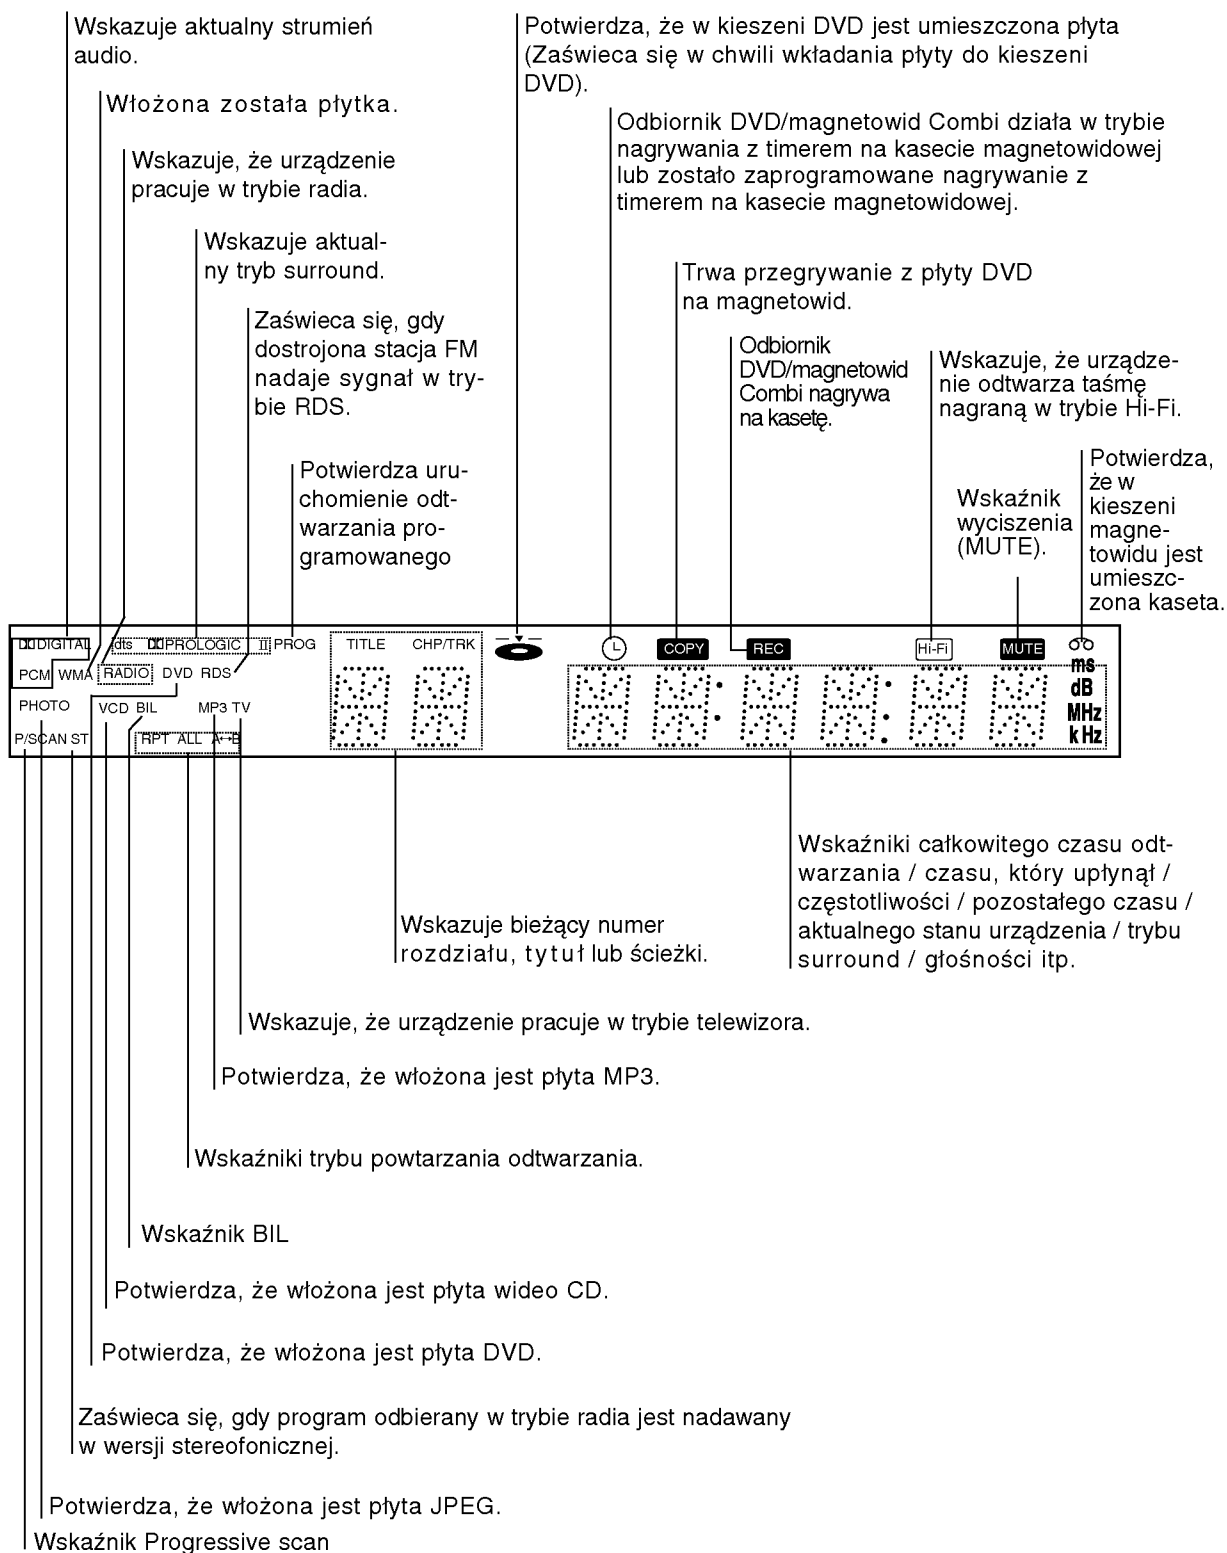 Wskazuje aktualny strumień
audio.
Włożona została płytka.
Wskazuje, że urządzenie
pracuje w trybie radia.
Wskazuje aktual-
ny tryb surround.
Zaświeca się, gdy
dostrojona stacja FM
nadaje sygnał w try-
bie RDS.
Potwierdza uru-
chomienie odt-
warzania pro-
gramowanego
Potwierdza, że w kieszeni DVD jest umieszczona płyta
(Zaświeca się w chwili wkładania płyty do kieszeni
DVD).
Odbiornik DVD/magnetowid Combi działa w trybie
nagrywania z timerem na kasecie magnetowidowej
lub zostało zaprogramowane nagrywanie z
timerem na kasecie magnetowidowej.
Trwa przegrywanie z płyty DVD
na magnetowid.
Odbiornik
DVD/magnetowid
Combi nagrywa
na kasetę.
Wskazuje, że urządze-
nie odtwarza taśmę
nagraną w trybie Hi-Fi.
Wskaźnik
wyciszenia
(MUTE).
Potwierdza,
że w
kieszeni
magne-
towidu jest
umieszc-
zona kaseta.
DIGITAL dts PROLOGIC II PROG TITLE CHP/TRK COPY REC Hi-Fi MUTE
PCM WMA RADIO DVD RDS ms
dB
PHOTO VCD BIL MP3 TV MHz
P/SCAN ST RPT ALL A↔B kHz
Wskaźniki całkowitego czasu odt-
warzania / czasu, który upłynął /
częstotliwości / pozostałego czasu /
aktualnego stanu urządzenia / trybu
surround / głośności itp.
Wskazuje bieżący numer
rozdziału, tytuł lub ścieżki.
Wskazuje, że urządzenie pracuje w trybie telewizora.
Potwierdza, że włożona jest płyta MP3.
Wskaźniki trybu powtarzania odtwarzania.
Wskaźnik BIL
Potwierdza, że włożona jest płyta wideo CD.
Potwierdza, że włożona jest płyta DVD.
Zaświeca się, gdy program odbierany w trybie radia jest nadawany
w wersji stereofonicznej.
Potwierdza, że włożona jest płyta JPEG.
Wskaźnik Progressive scan